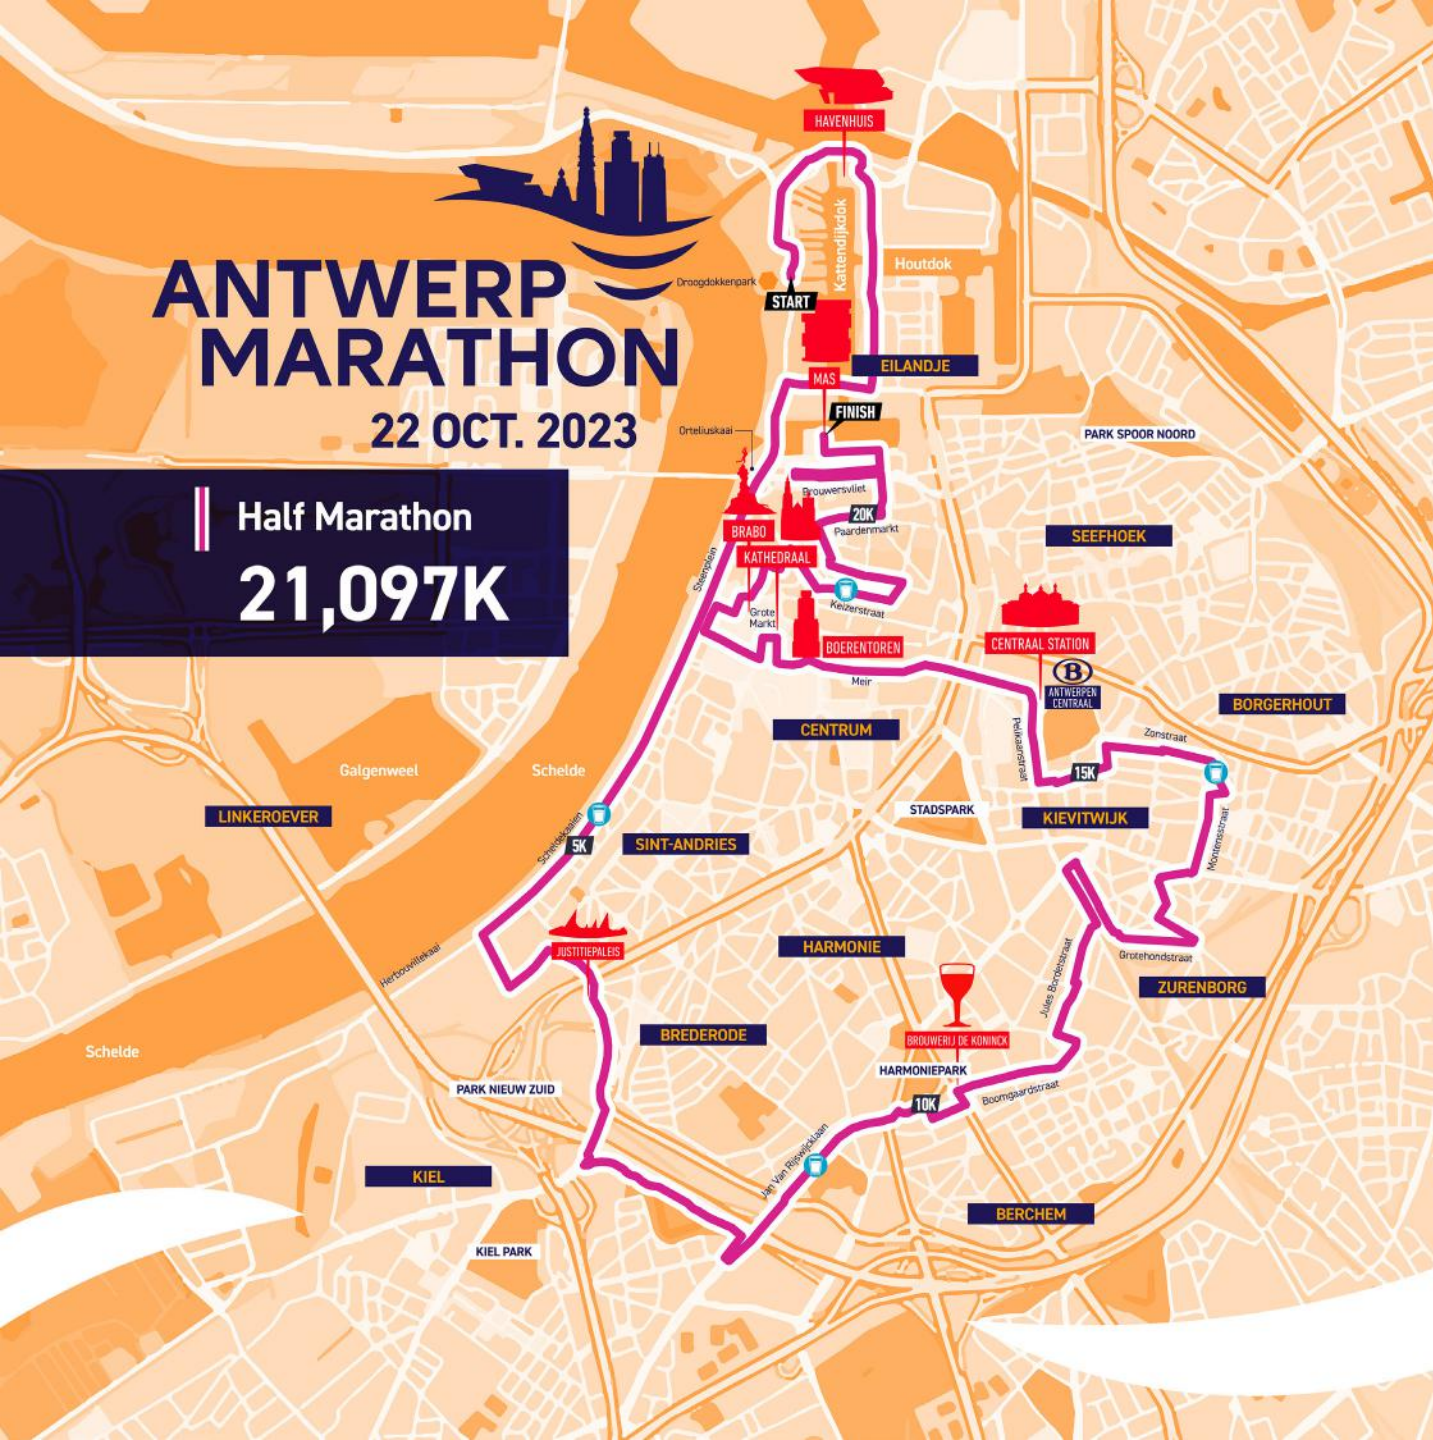 HAVENHUIS
Kattendijkdok
Houtdok
Droogdokkenpark
START
ANTWERP
MARATHON
22 OCT. 2023
Half Marathon
21,097K
EILANDJE
MAS
FINISH
Orteliuskaai
PARK SPOOR NOORD
Brouwersvliet
20K
Paardenmarkt
BRABO
KATHEDRAAL
SEEFHOEK
Steenplein
Keizerstraat
Grote
Markt
BOERENTOREN
CENTRAAL STATION
B
ANTWERPEN
CENTRAAL
Meir
BORGERHOUT
CENTRUM
Pelikaanstraat
Zonstraat
15K
Galgenweel
Schelde
LINKEROEVER
STADSPARK
KIEVITWIJK
Scheldekaaien
5K
SINT-ANDRIES
Montensstraat
JUSTITIEPALEIS
HARMONIE
Herbouvillekaai
Jules Bordetstraat
Grotehondstraat
ZURENBORG
BREDERODE
BROUWERIJ DE KONINCK
Schelde
HARMONIEPARK
PARK NIEUW ZUID
10K
Boomgaardstraat
Jan Van Rijswijcklaan
KIEL
BERCHEM
KIEL PARK